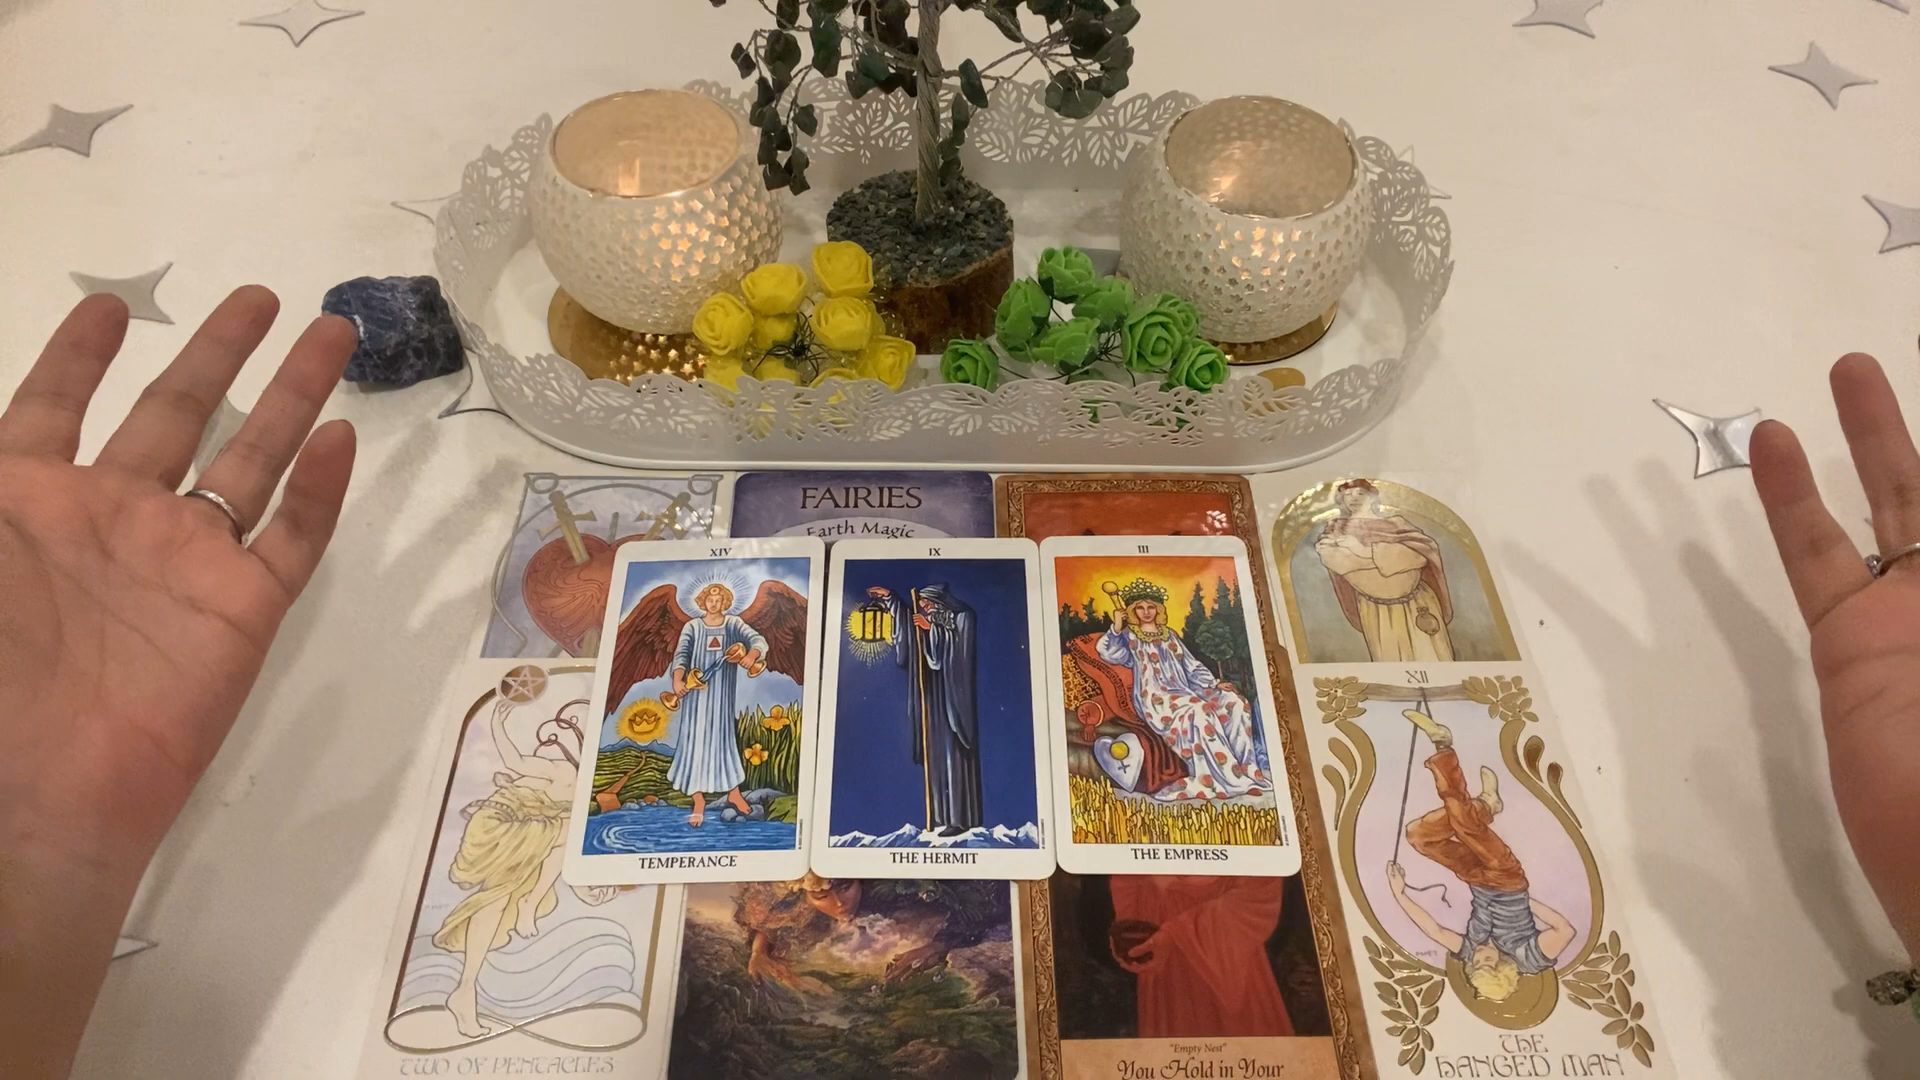 FAIRIES
Earth Magic
XIV
TEMPERANCE
IX
THE HERMIT
III
THE EMPRESS
XII
THE
HANGED MAN
TWO OF PENTACLES
"Empty Nest"
You Hold in Your